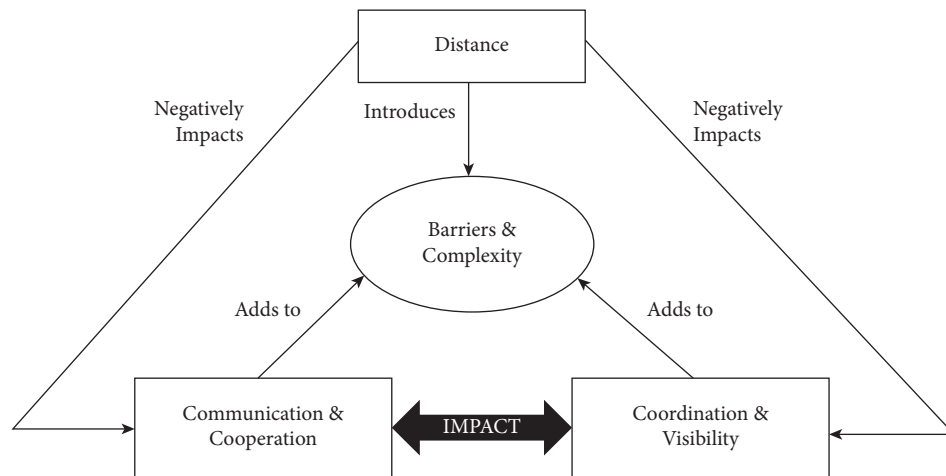 Distance
Negatively
Impacts
Introduces
Negatively
Impacts
Barriers &
Complexity
Adds to
Adds to
Communication &
Cooperation
IMPACT
Coordination &
Visibility